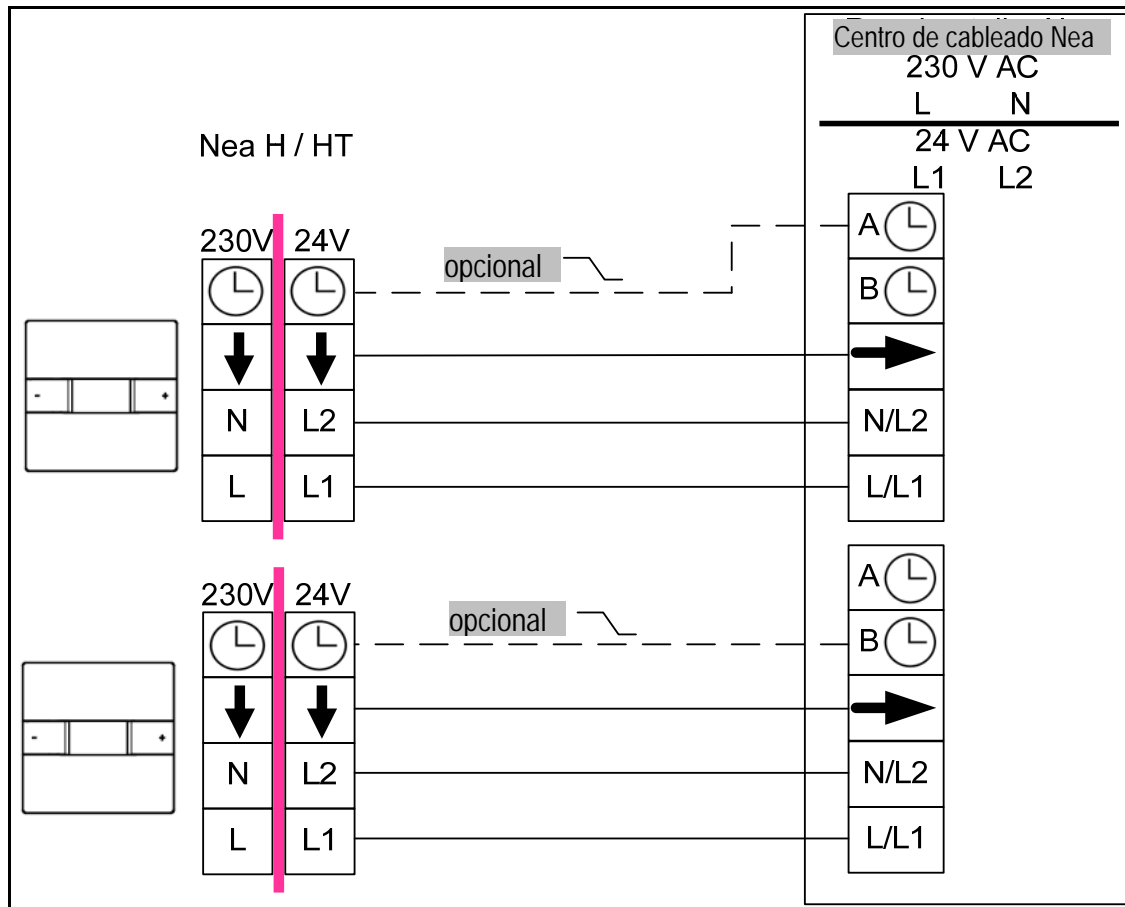 Centro de cableado Nea
230 V AC
L N
24 V AC
L1 L2
Nea H / HT
230V 24V
opcional
A
B
N L2 N/L2
L L1 L/L1
- +
230V 24V
opcional
A
B
N L2 N/L2
L L1 L/L1
- +